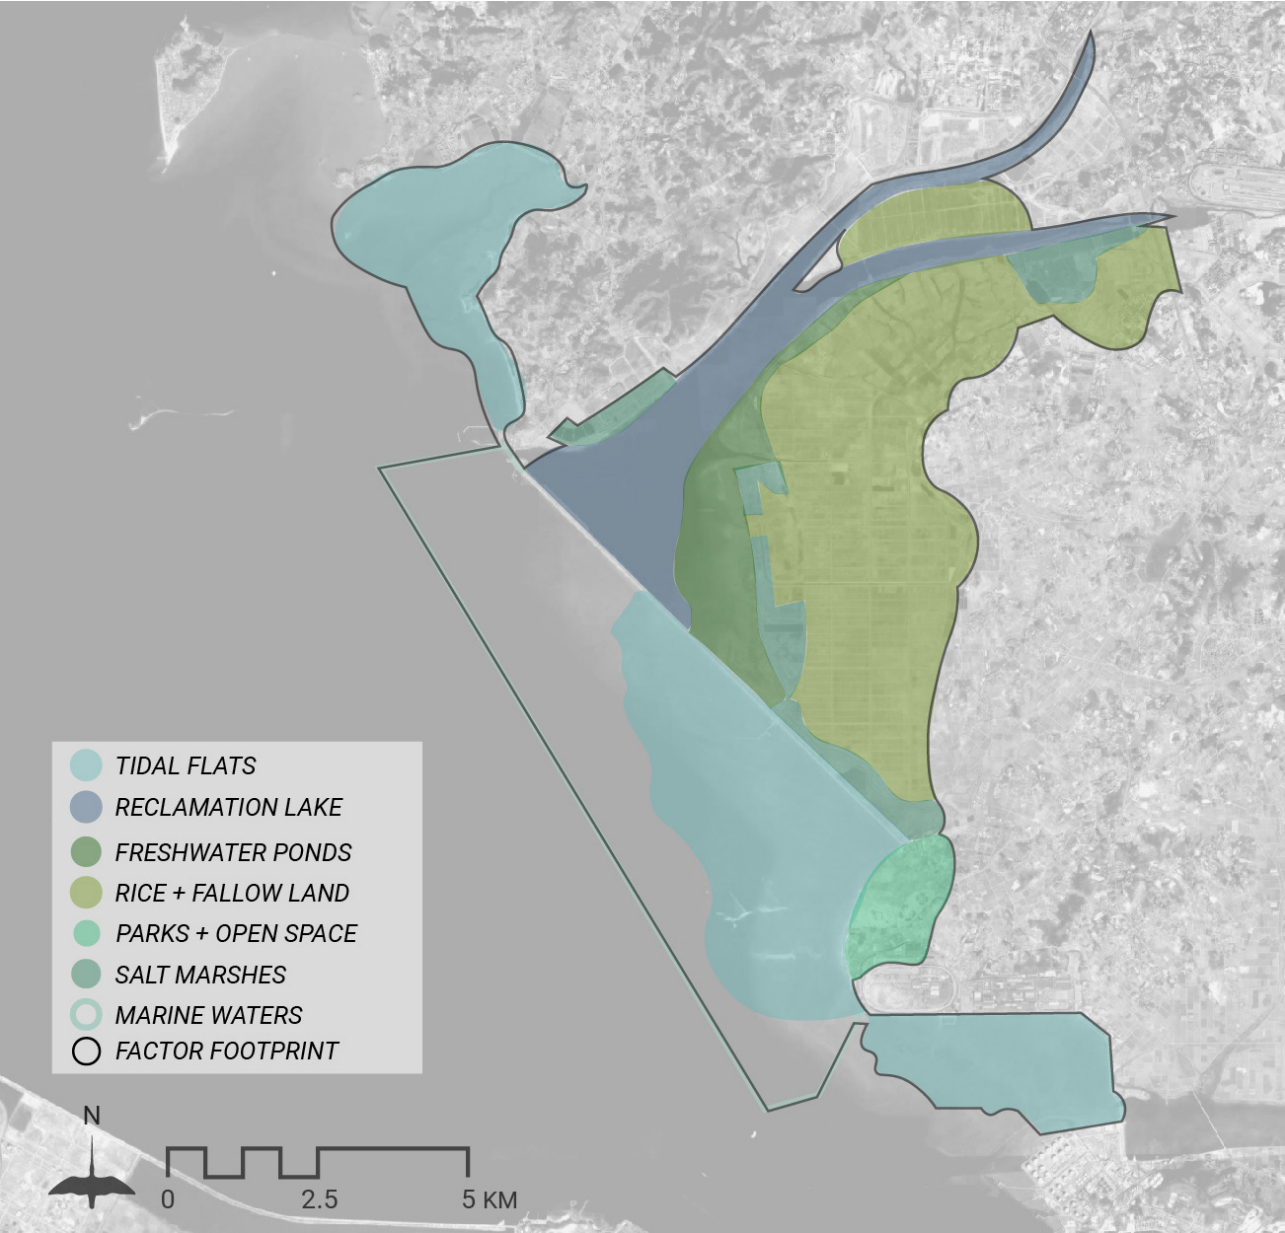 TIDAL FLATS
RECLAMATION LAKE
FRESHWATER PONDS
RICE + FALLOW LAND
PARKS + OPEN SPACE
SALT MARSHES
MARINE WATERS
FACTOR FOOTPRINT
N
0 2.5 5 KM